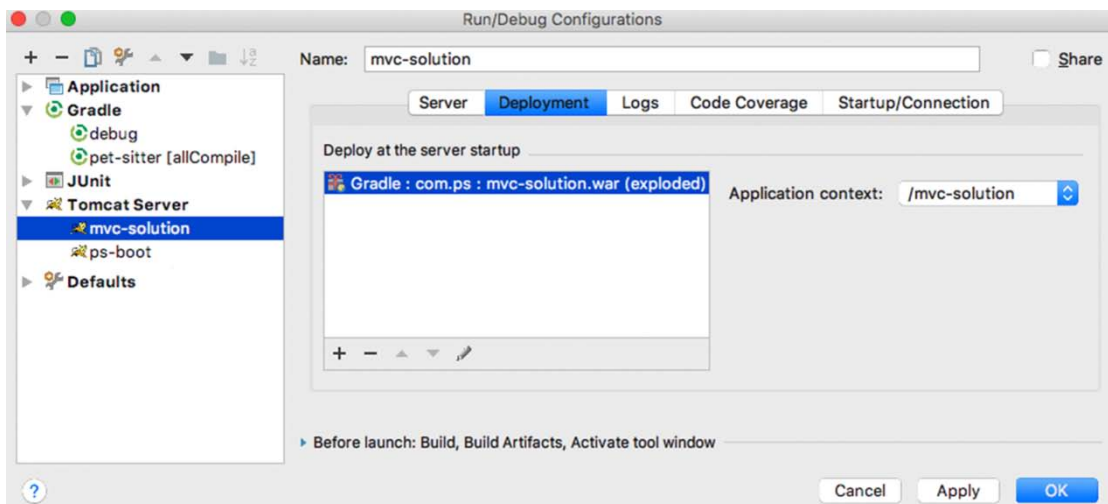 Run/Debug Configurations
Name: mvc-solution
Share
Application
Gradle
debug
pet-sitter [allCompile]
JUnit
Tomcat Server
mvc-solution
ps-boot
Defaults
Server Deployment Logs Code Coverage Startup/Connection
Deploy at the server startup
Gradle : com.ps : mvc-solution.war (exploded)
Application context: /mvc-solution
Before launch: Build, Build Artifacts, Activate tool window
? Cancel Apply OK